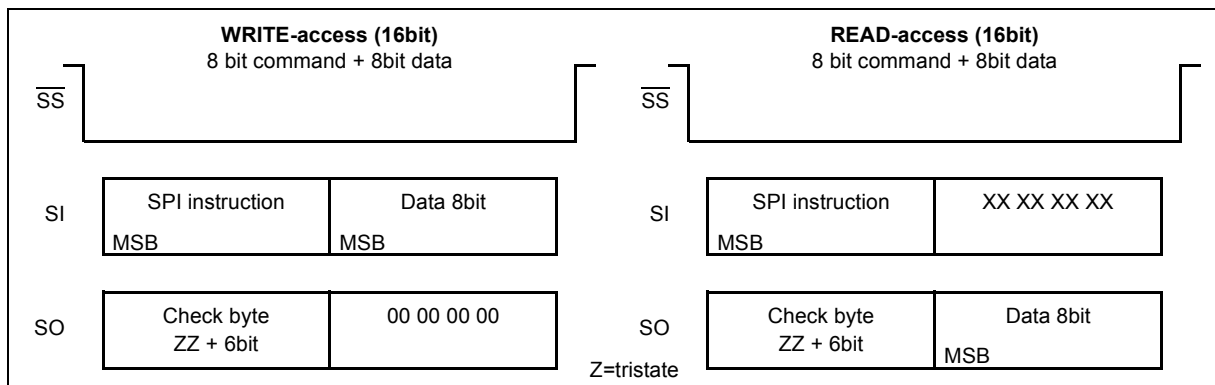 WRITE-access (16bit)
8 bit command + 8bit data
SS
SI
SPI instruction
MSB
Data 8bit
MSB
SO
Check byte
ZZ + 6bit
00 00 00 00
READ-access (16bit)
8 bit command + 8bit data
SS
SI
SPI instruction
MSB
XX XX XX XX
SO
Check byte
ZZ + 6bit
Data 8bit
MSB
Z=tristate